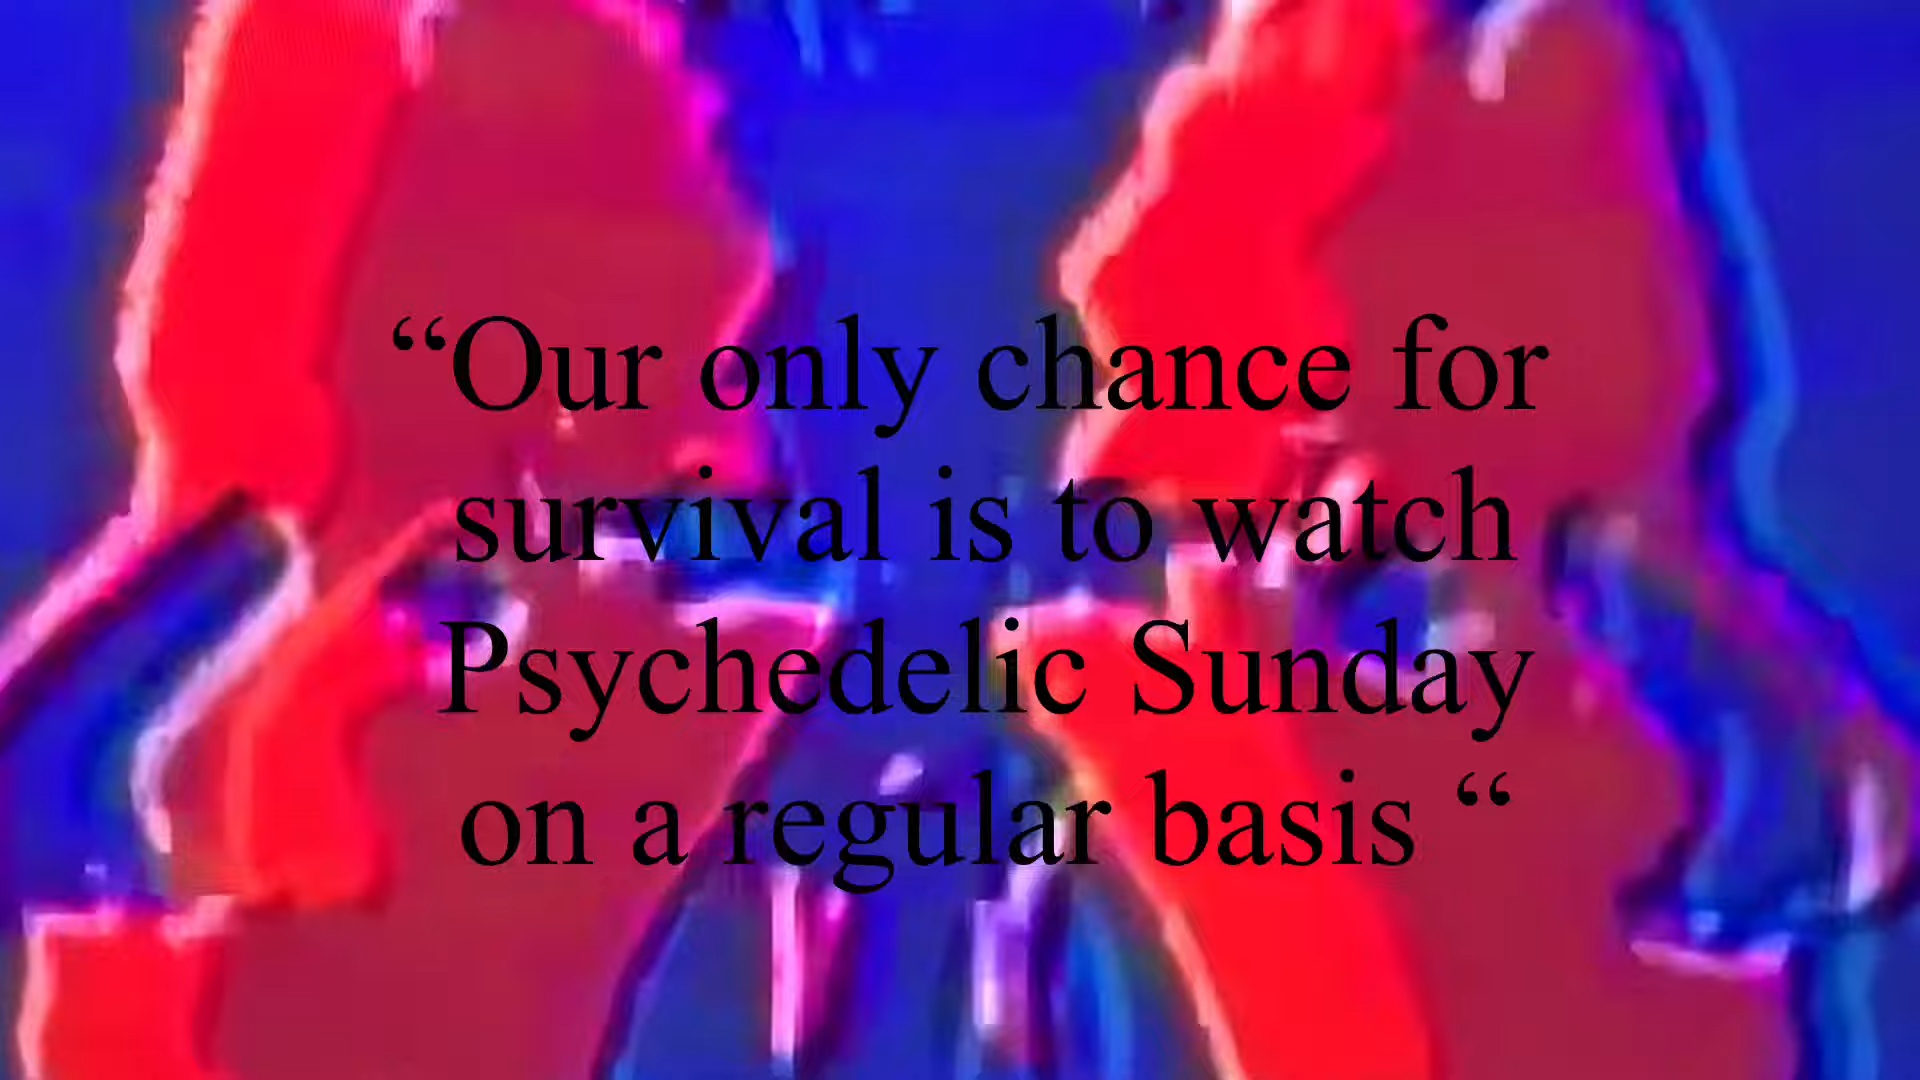 “Our only chance for
survival is to watch
Psychedelic Sunday
on a regular basis “